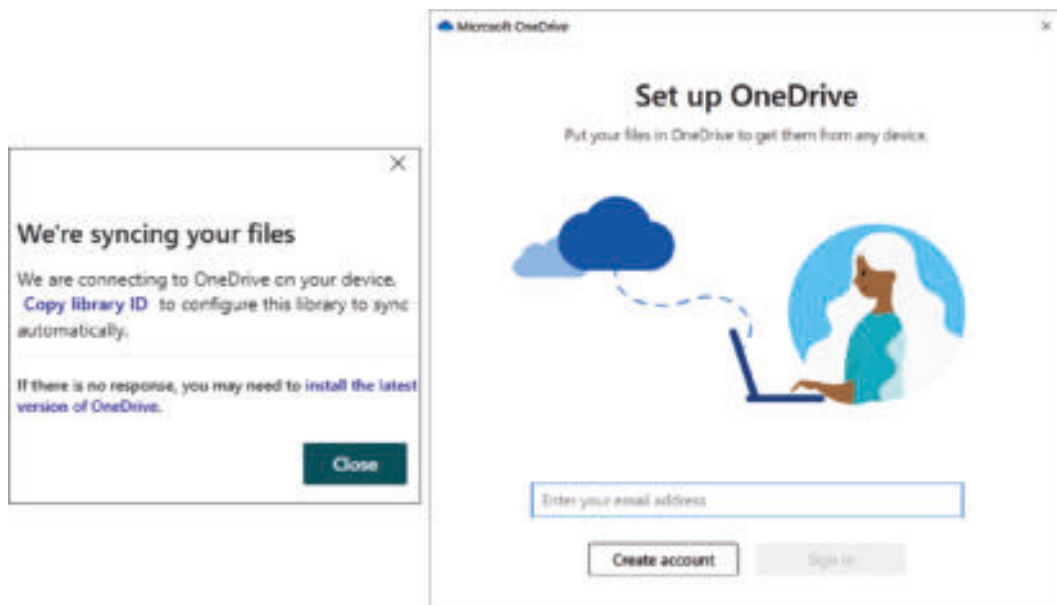 We're syncing your files
We are connecting to OneDrive on your device.
Copy library ID to configure this library to sync
automatically.
If there is no response, you may need to install the latest
version of OneDrive.
Close
Microsoft OneDrive
Set up OneDrive
Put your files in OneDrive to get them from any device.
Enter your email address
Create account
Sign in